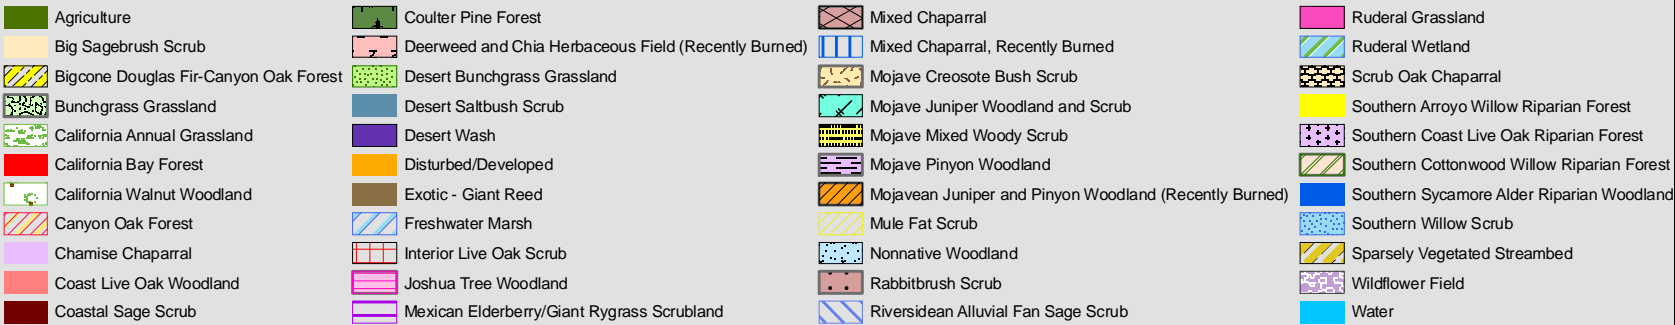 Agriculture
Big Sagebrush Scrub
Bigcone Douglas Fir-Canyon Oak Forest
Bunchgrass Grassland
California Annual Grassland
California Bay Forest
California Walnut Woodland
Canyon Oak Forest
Chamise Chaparral
Coast Live Oak Woodland
Coastal Sage Scrub
Coulter Pine Forest
Deerweed and Chia Herbaceous Field (Recently Burned)
Desert Bunchgrass Grassland
Desert Saltbush Scrub
Desert Wash
Disturbed/Developed
Exotic - Giant Reed
Freshwater Marsh
Interior Live Oak Scrub
Joshua Tree Woodland
Mexican Elderberry/Giant Rygrass Scrubland
Mixed Chaparral
Mixed Chaparral, Recently Burned
Mojave Creosote Bush Scrub
Mojave Juniper Woodland and Scrub
Mojave Mixed Woody Scrub
Mojave Pinyon Woodland
Mojavean Juniper and Pinyon Woodland (Recently Burned)
Mule Fat Scrub
Nonnative Woodland
Rabbitbrush Scrub
Riversidean Alluvial Fan Sage Scrub
Ruderal Grassland
Ruderal Wetland
Scrub Oak Chaparral
Southern Arroyo Willow Riparian Forest
Southern Coast Live Oak Riparian Forest
Southern Cottonwood Willow Riparian Forest
Southern Sycamore Alder Riparian Woodland
Southern Willow Scrub
Sparsely Vegetated Streambed
Wildflower Field
Water